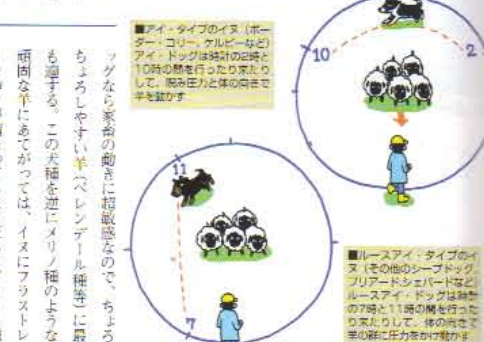 ■アイ・タイプのイヌ(ボー
ダー・コリー、ケルピーなど)
アイ・ドッグは時計の2時と
10時の間を行ったり来たり
して、睨み圧力と体の向きで
羊を動かす
10
2
11
7
■ルースアイ・タイプのイ
ヌ(その他のシープドッグ、
ブリアード、シェパードなど)
ルースアイ・ドッグは時計
の7時と11時の間を行った
り来たりして、体の向きで
羊の群に圧力をかけ動かす
ッグなら家畜の動きに超敏感なので、ちょろ
ちょろしやすい羊(ペレンデール種等)に最
も適する。この犬種を逆にメリノ種のような
頑固な羊にあてがっては、イヌにフラストレ